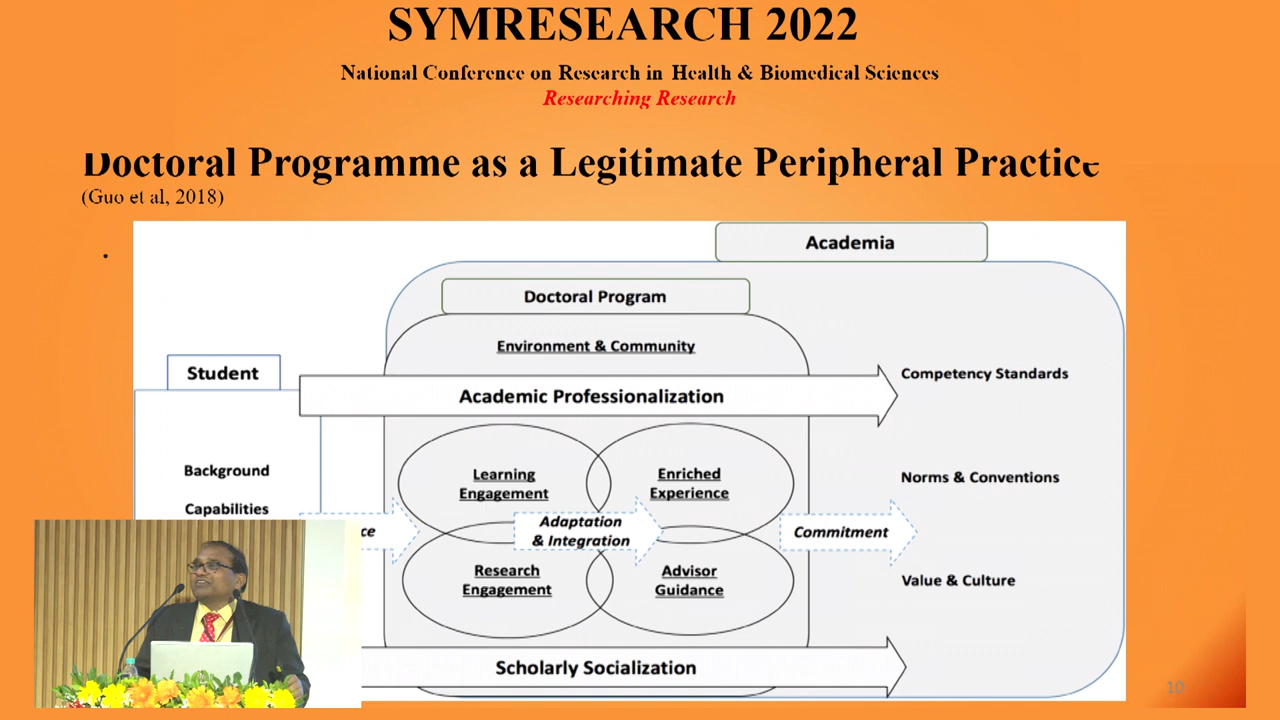 SYMRESEARCH 2022
National Conference on Research in Health & Biomedical Sciences
Researching Research
Doctoral Programme as a Legitimate Peripheral Practice
(Guo et al, 2018)
Academia
Doctoral Program
Environment & Community
Student
Competency Standards
Academic Professionalization
Background
Learning
Engagement
Enriched
Experience
Norms & Conventions
Capabilities
ce
Adaptation
& Integration
Commitment
Research
Engagement
Advisor
Guidance
Value & Culture
Scholarly Socialization
10